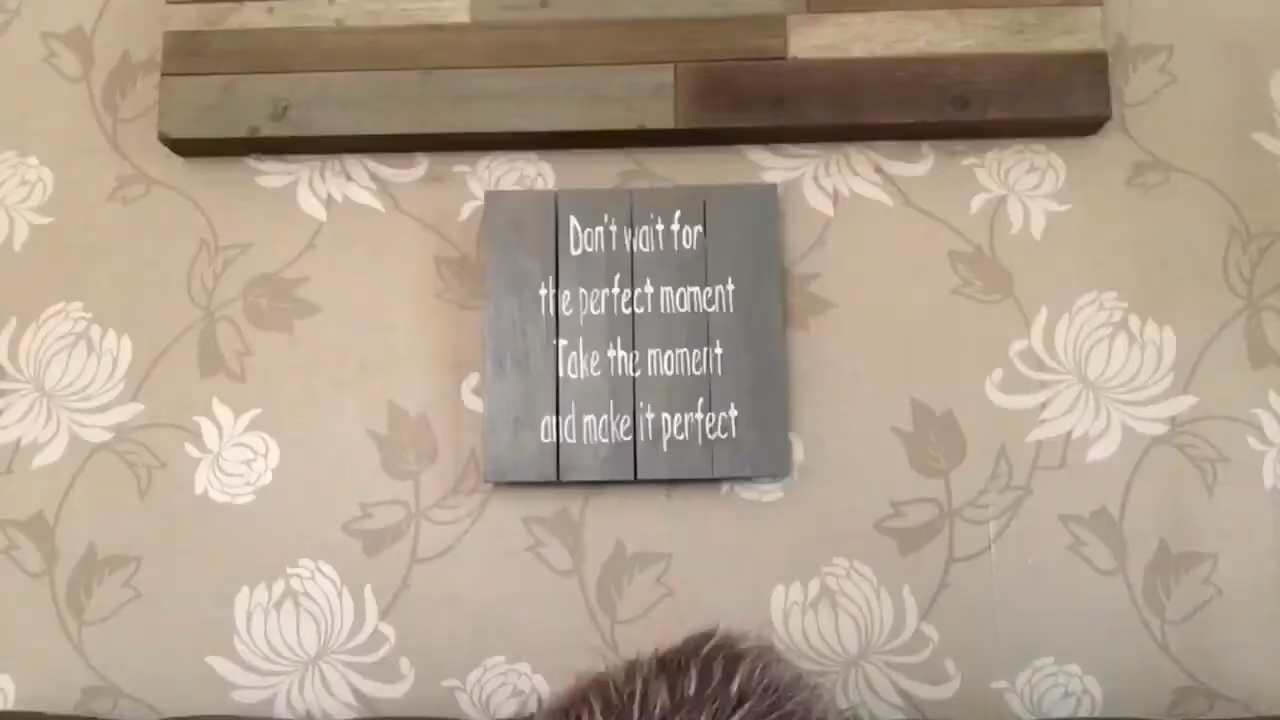 Don't wait for
the perfect moment
Take the moment
and make it perfect